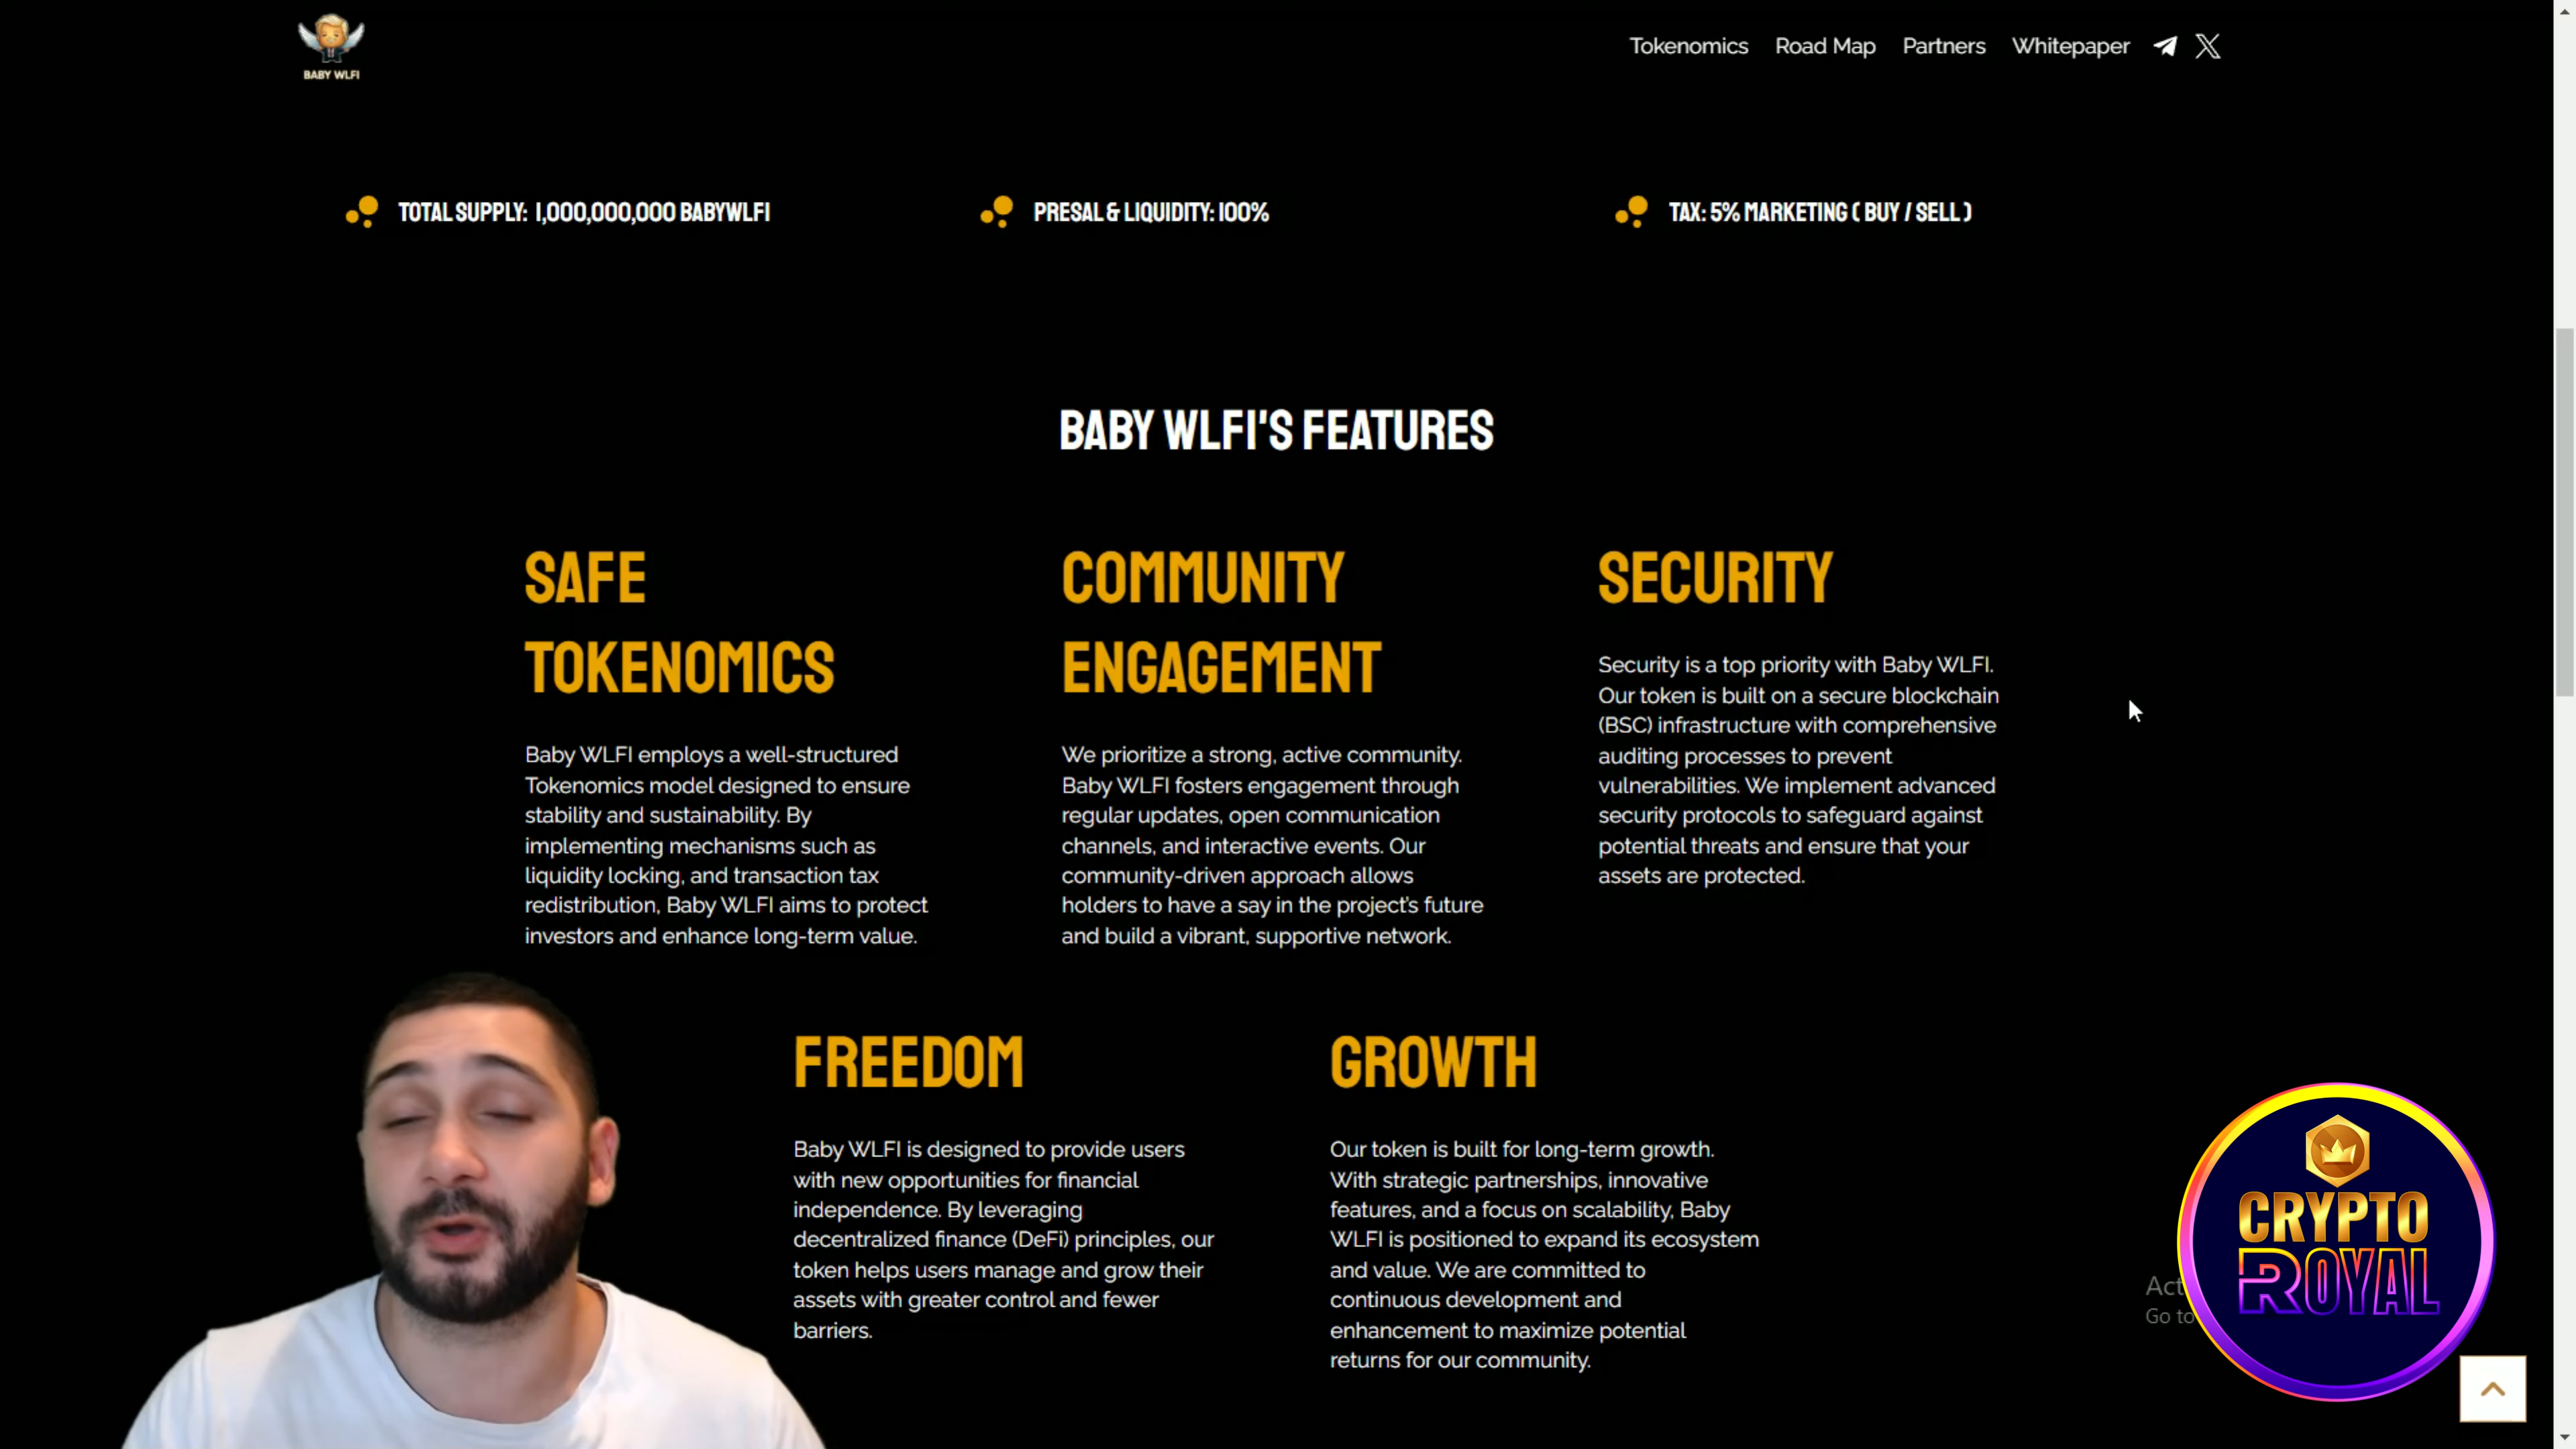 BABY WLFI
Tokenomics
Road Map
Partners
Whitepaper
TOTAL SUPPLY: 1,000,000,000 BABYWLFI
PRESAL & LIQUIDITY: 100%
TAX: 5% MARKETING ( BUY / SELL )
BABY WLFI'S FEATURES
SAFE
TOKENOMICS
Baby WLFI employs a well-structured
Tokenomics model designed to ensure
stability and sustainability. By
implementing mechanisms such as
liquidity locking, and transaction tax
redistribution, Baby WLFI aims to protect
investors and enhance long-term value.
COMMUNITY
ENGAGEMENT
We prioritize a strong, active community.
Baby WLFI fosters engagement through
regular updates, open communication
channels, and interactive events. Our
community-driven approach allows
holders to have a say in the project's future
and build a vibrant, supportive network.
SECURITY
Security is a top priority with Baby WLFI.
Our token is built on a secure blockchain
(BSC) infrastructure with comprehensive
auditing processes to prevent
vulnerabilities. We implement advanced
security protocols to safeguard against
potential threats and ensure that your
assets are protected.
FREEDOM
Baby WLFI is designed to provide users
with new opportunities for financial
independence. By leveraging
decentralized finance (DeFi) principles, our
token helps users manage and grow their
assets with greater control and fewer
barriers.
GROWTH
Our token is built for long-term growth.
With strategic partnerships, innovative
features, and a focus on scalability, Baby
WLFI is positioned to expand its ecosystem
and value. We are committed to
continuous development and
enhancement to maximize potential
returns for our community.
Act
Go to
CRYPTO
ROYAL